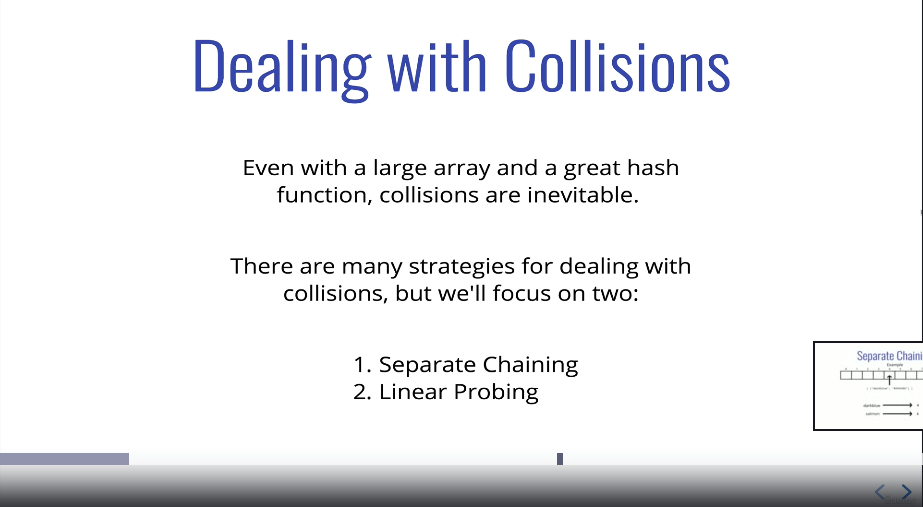 Dealing with Collisions
Even with a large array and a great hash
function, collisions are inevitable.
There are many strategies for dealing with
collisions, but we'll focus on two:
1. Separate Chaining
2. Linear Probing
Separate Chaini
Example